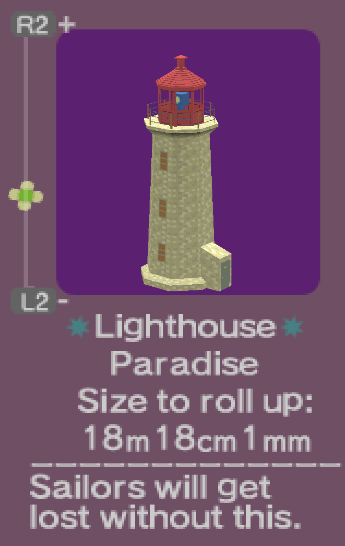 R2 +
L2 -
Lighthouse
Paradise
Size to roll up:
18m18cm1mm
Sailors will get
lost without this.